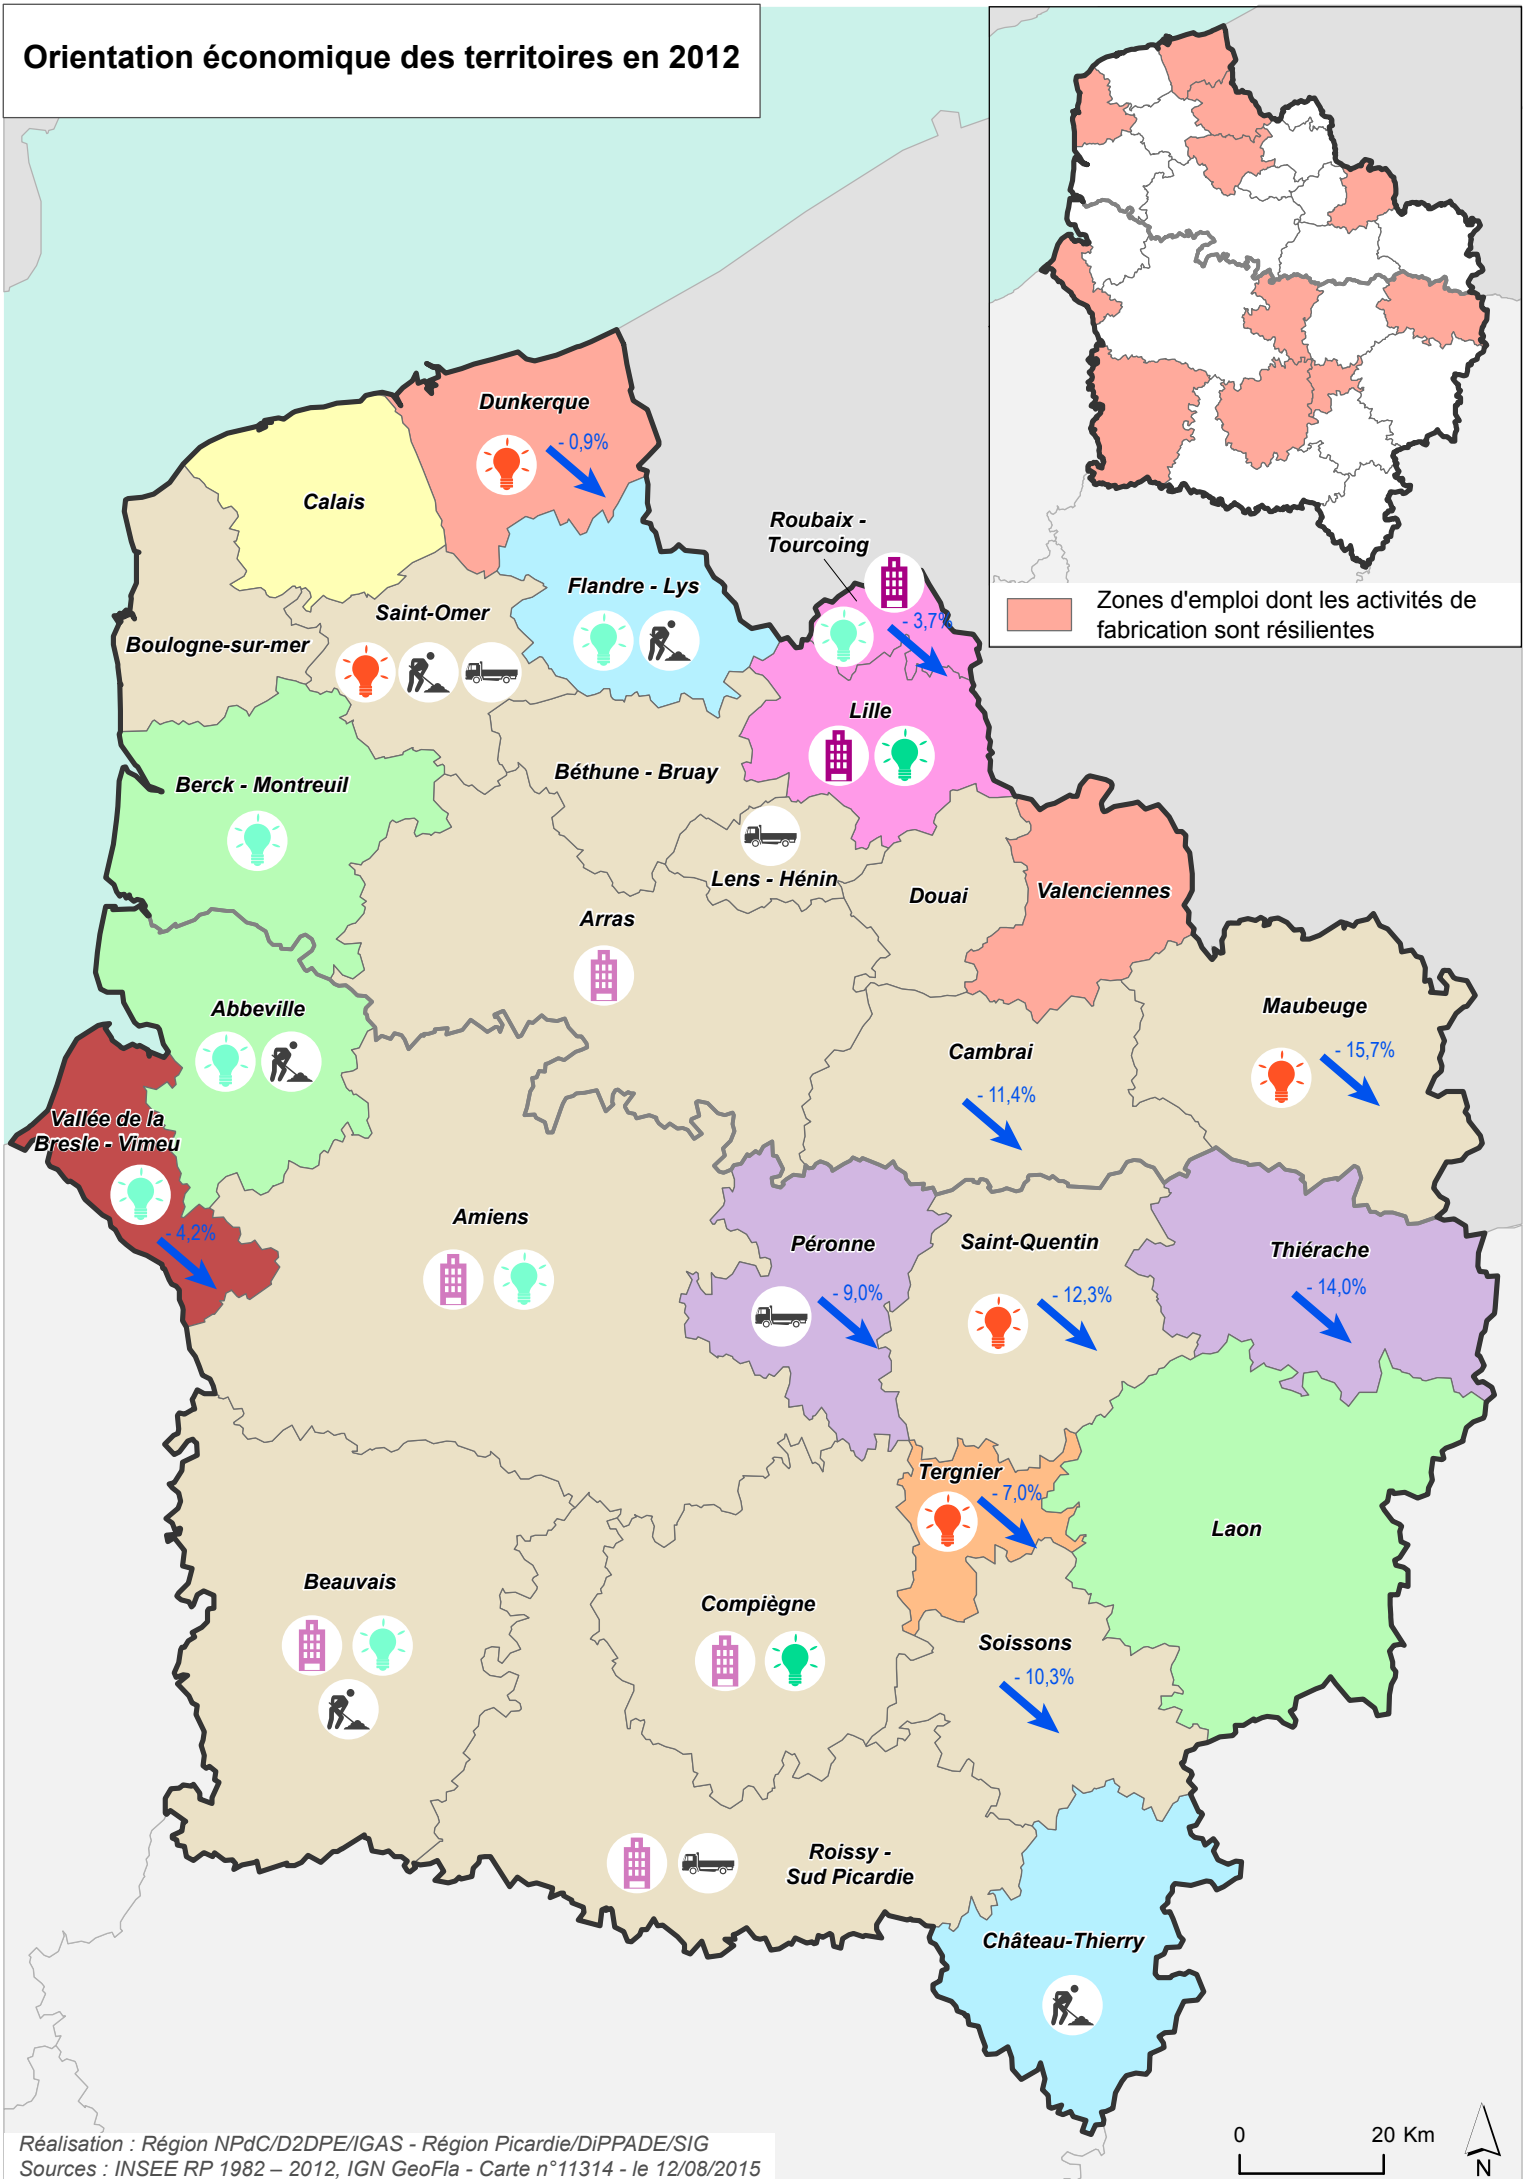 Orientation économique des territoires en 2012
Zones d'emploi dont les activités de
fabrication sont résilientes
Dunkerque
- 0,9%
Calais
Roubaix -
Tourcoing
- 3,7%
Flandre - Lys
Saint-Omer
Boulogne-sur-mer
Lille
Béthune - Bruay
Berck - Montreuil
Lens - Hénin
Douai
Valenciennes
Arras
Abbeville
Maubeuge
- 15,7%
Cambrai
- 11,4%
Vallée de la
Bresle - Vimeu
- 4,2%
Amiens
Péronne
- 9,0%
Saint-Quentin
- 12,3%
Thiérache
- 14,0%
Tergnier
- 7,0%
Laon
Beauvais
Compiègne
Soissons
- 10,3%
Roissy -
Sud Picardie
Château-Thierry
Réalisation : Région NPdC/D2DPE/IGAS - Région Picardie/DiPPADE/SIG
Sources : INSEE RP 1982 – 2012, IGN GeoFla - Carte n°11314 - le 12/08/2015
0 20 Km
N